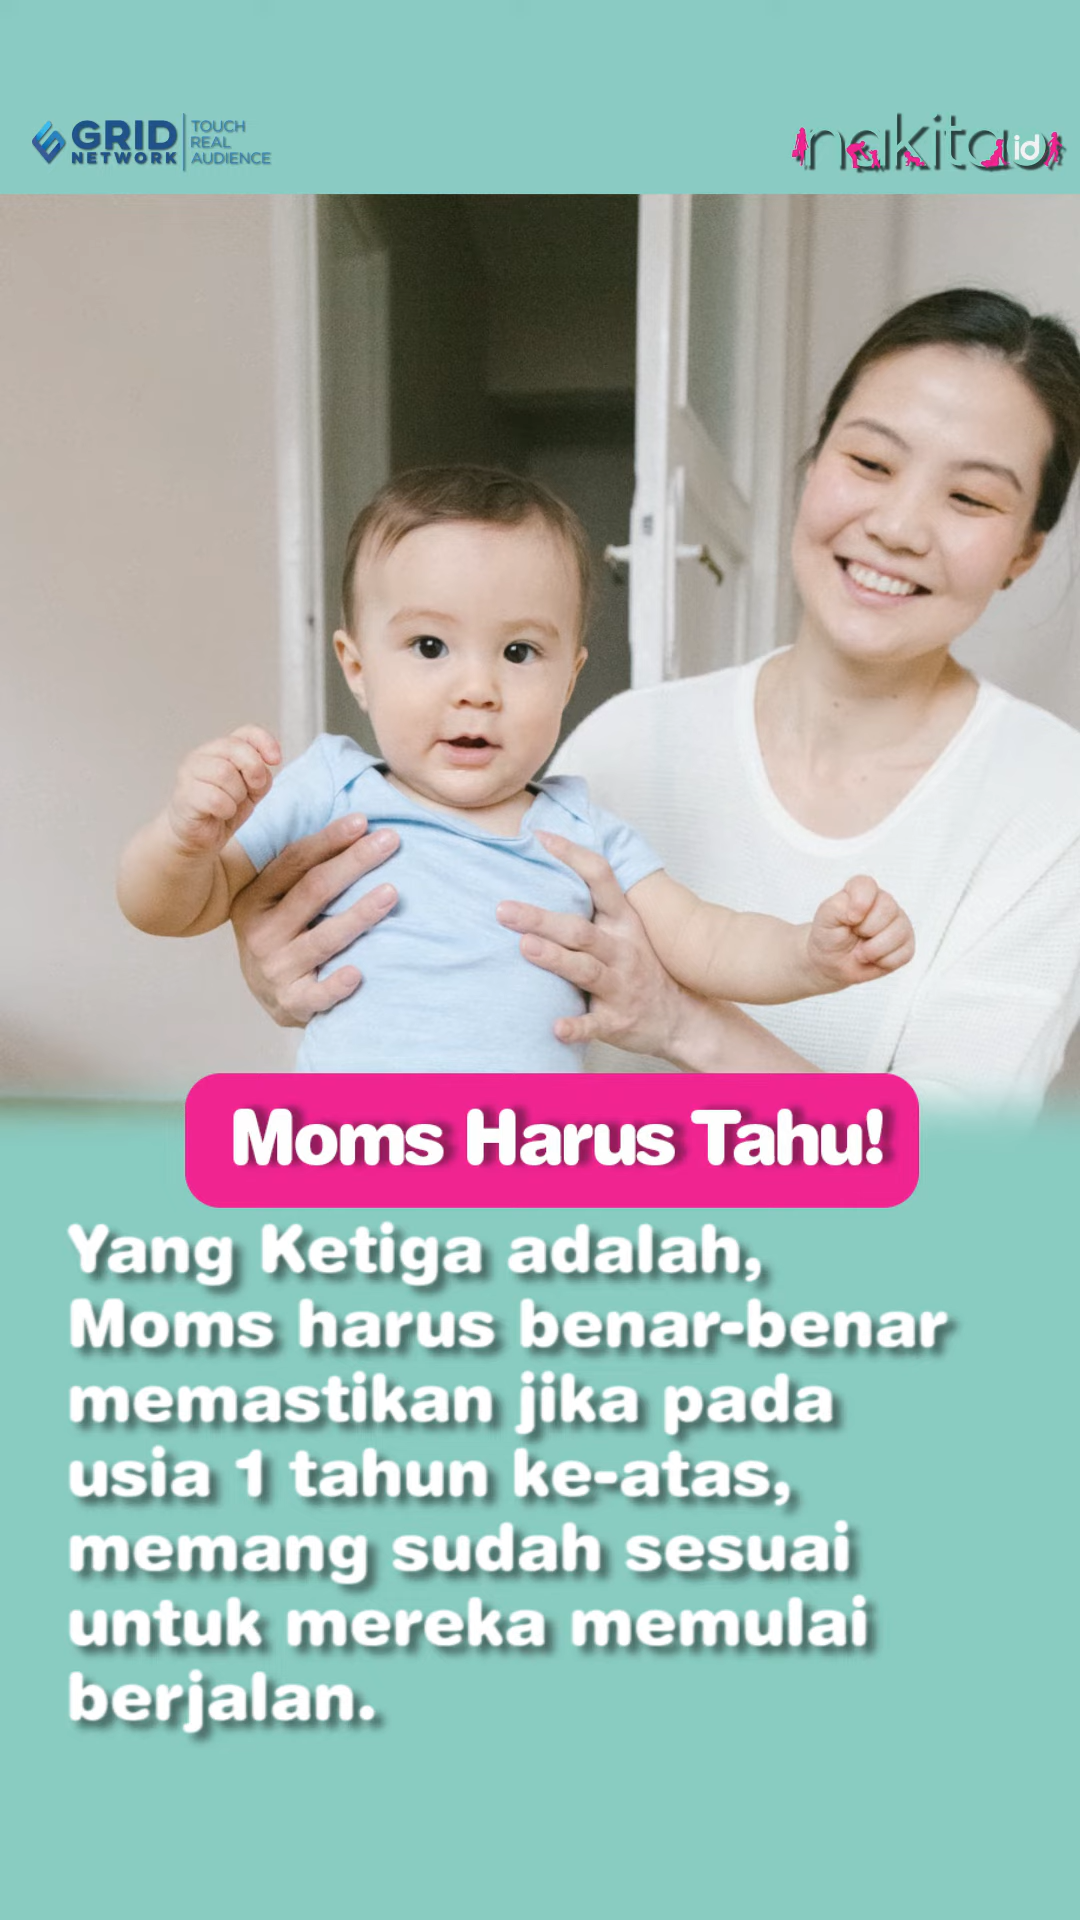 GRID
NETWORK
TOUCH
REAL
AUDIENCE
nakita
id
Moms Harus Tahu!
Yang Ketiga adalah,
Moms harus benar-benar
memastikan jika pada
usia 1 tahun ke-atas,
memang sudah sesuai
untuk mereka memulai
berjalan.